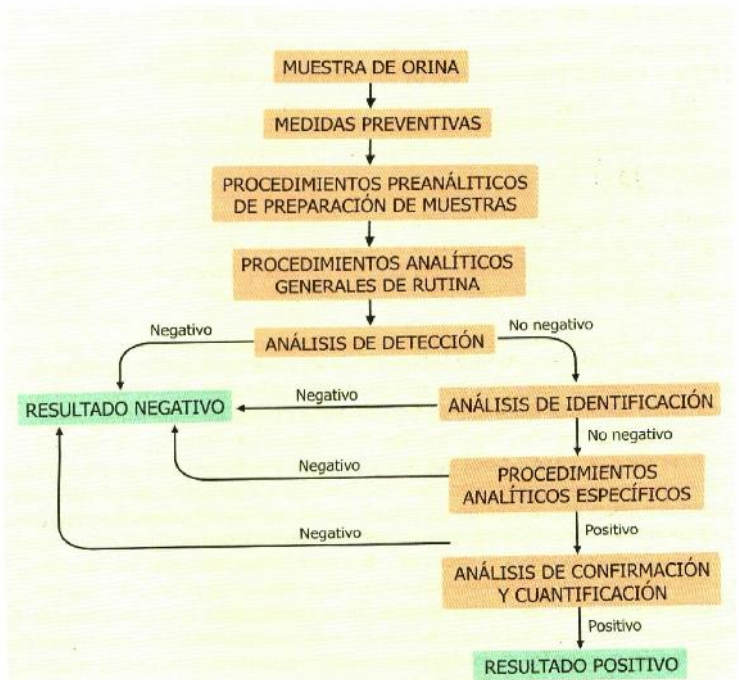 MUESTRA DE ORINA
MEDIDAS PREVENTIVAS
PROCEDIMIENTOS PREANÁLITICOS
DE PREPARACIÓN DE MUESTRAS
PROCEDIMIENTOS ANALÍTICOS
GENERALES DE RUTINA
Negativo
No negativo
ANÁLISIS DE DETECCIÓN
RESULTADO NEGATIVO
Negativo
ANÁLISIS DE IDENTIFICACIÓN
No negativo
Negativo
PROCEDIMIENTOS
ANALÍTICOS ESPECÍFICOS
Negativo
Positivo
ANÁLISIS DE CONFIRMACIÓN
Y CUANTIFICACIÓN
Positivo
RESULTADO POSITIVO